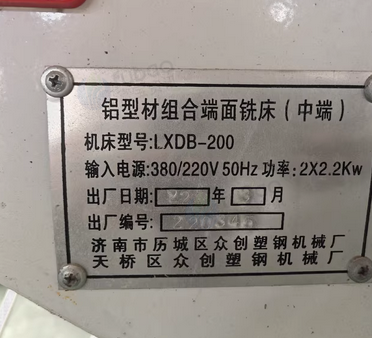 铝型材组合端面铣床(中端)
机床型号:LXDB-200
输入电源:380/220V 50Hz 功率:2X2.2Kw
出厂日期: 年 月
出厂编号:
济南市历城区众创塑钢机械厂
天桥区众创塑钢机械厂